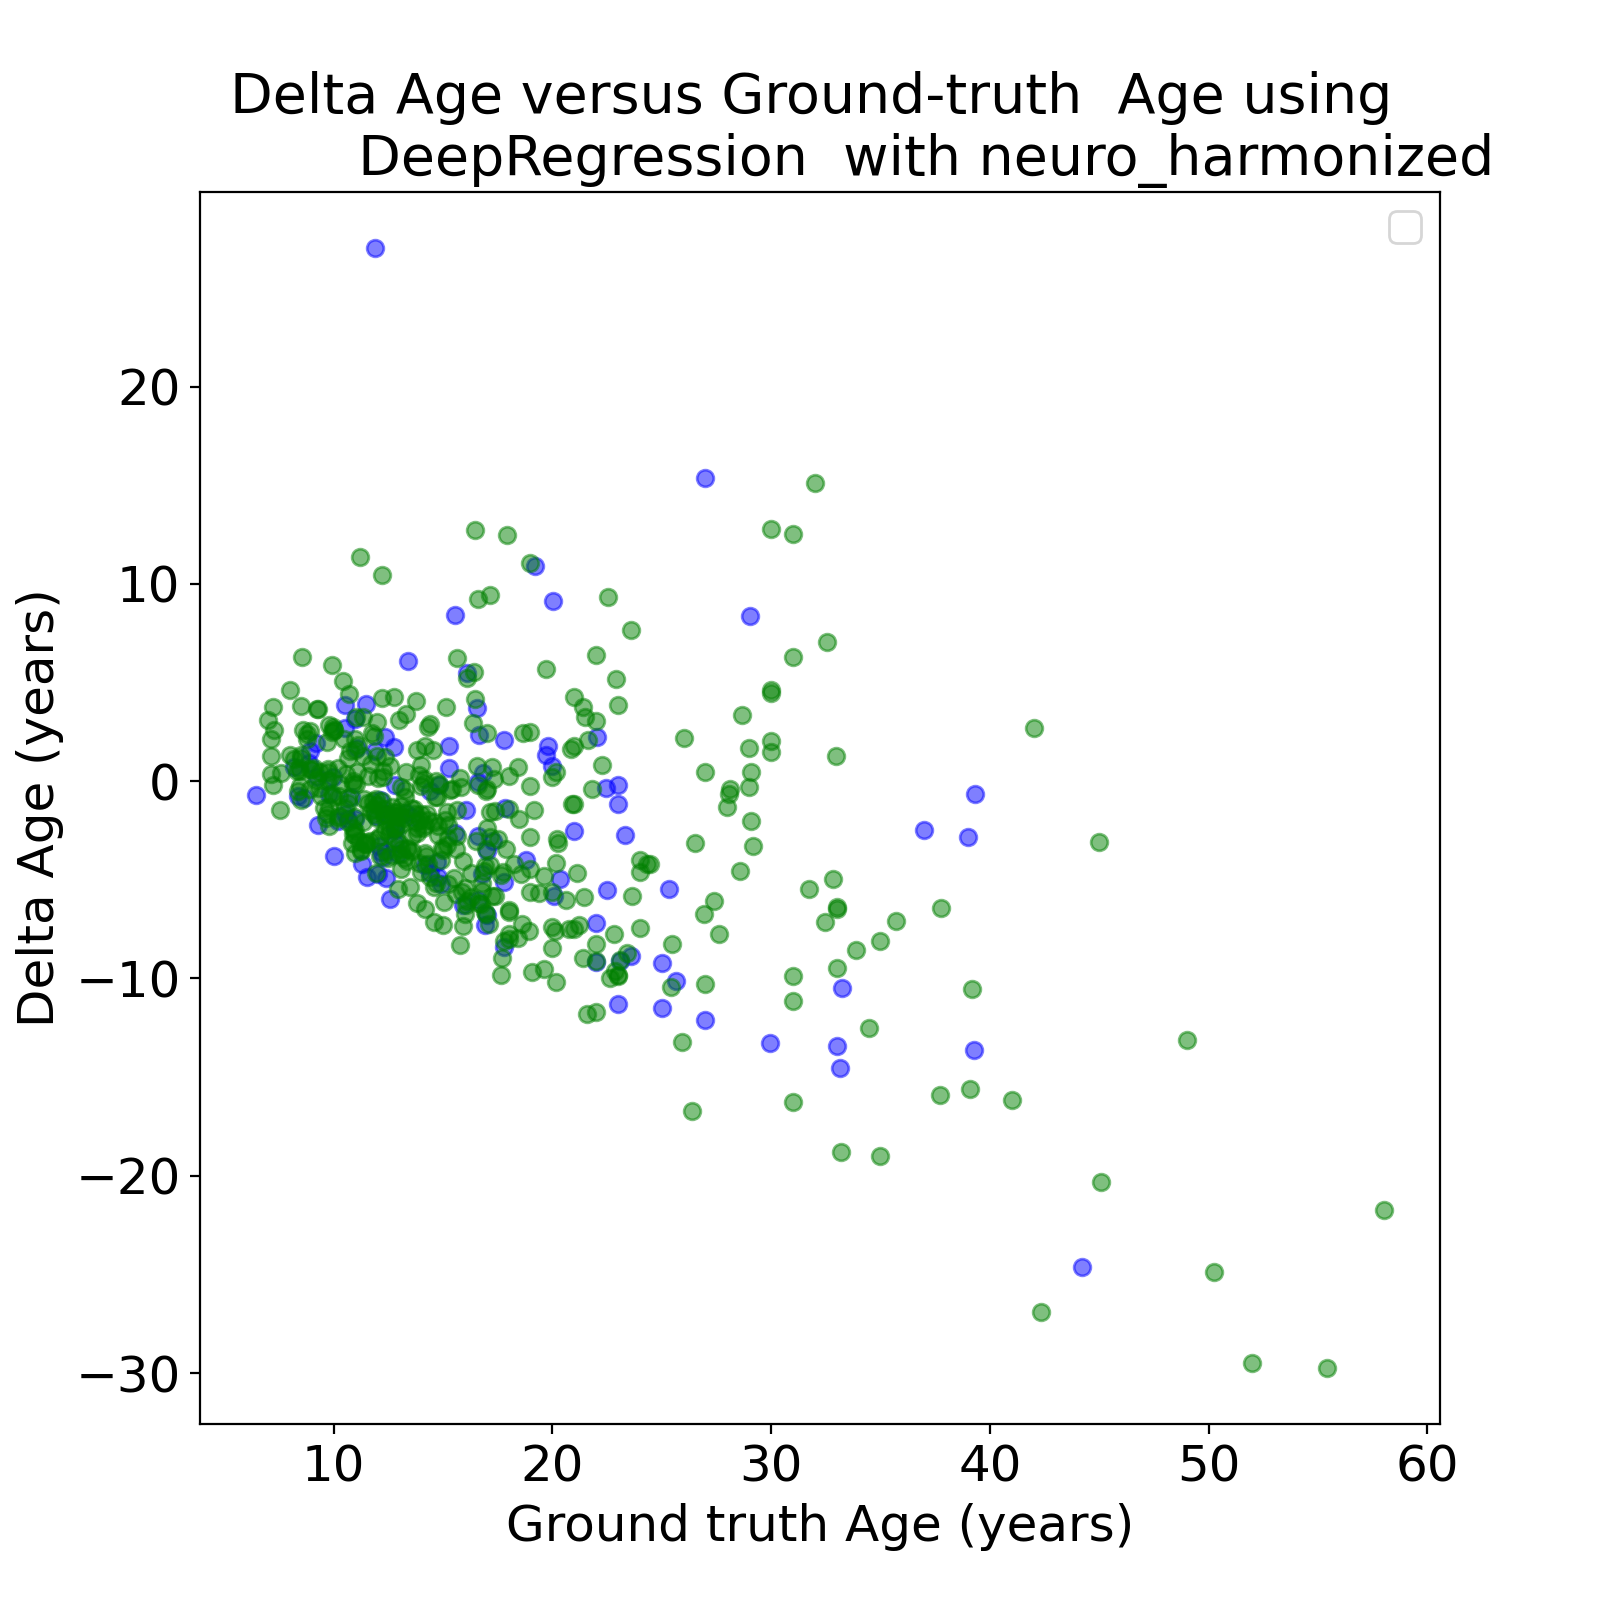 Delta Age versus Ground-truth  Age using
DeepRegression  with neuro_harmonized
Delta Age (years)
20
10
0
−10
−20
−30
10 20 30 40 50 60
Ground truth Age (years)